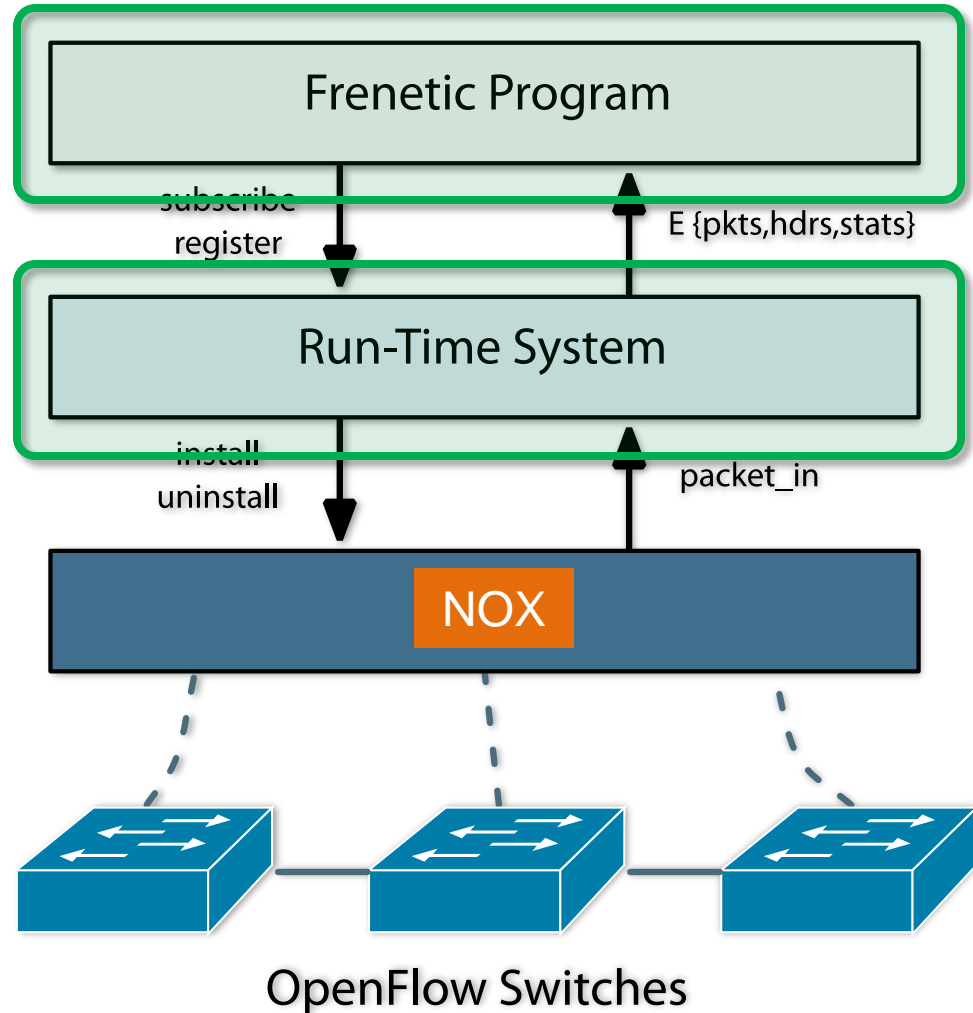 Frenetic Program
subscribe
register
E {pkts,hdrs,stats}
Run-Time System
install
uninstall
packet_in
NOX
OpenFlow Switches